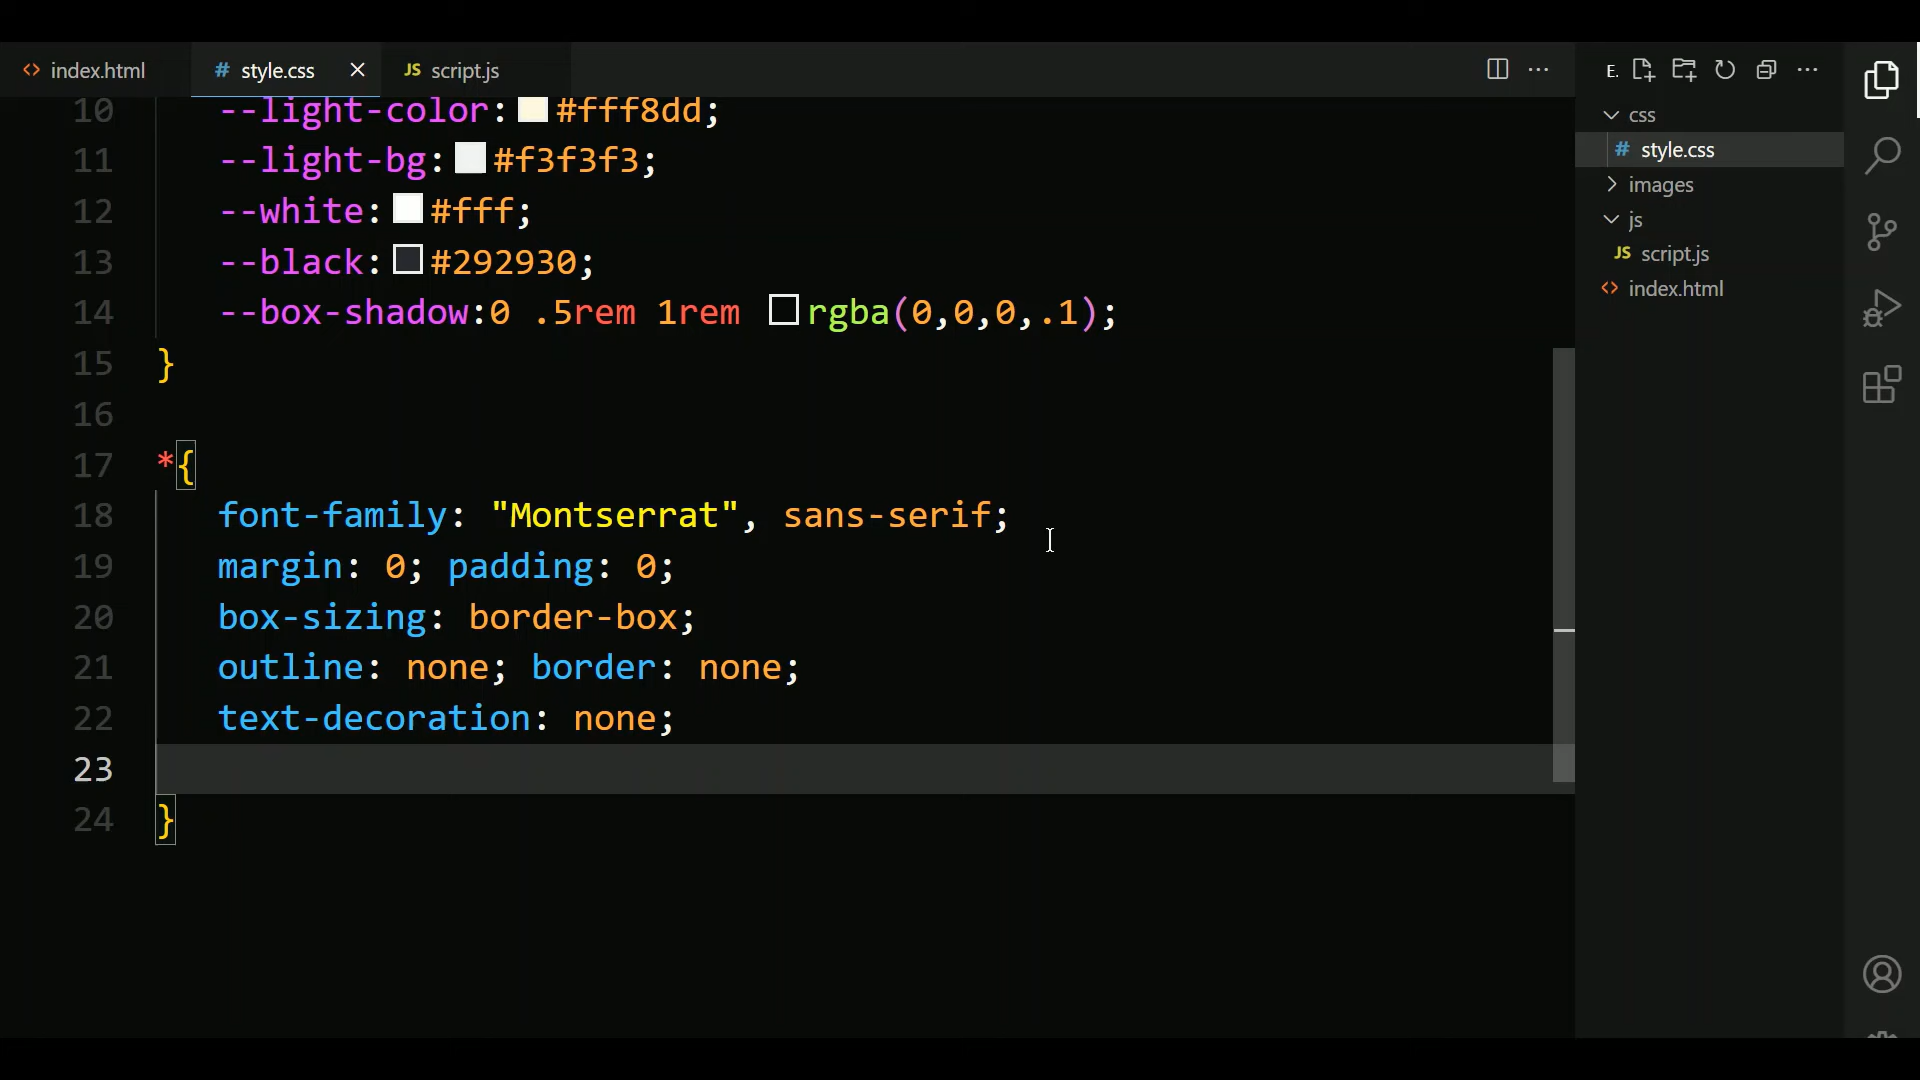 index.html
# style.css
JS script.js
E.
10 --light-color: #fff8dd;
11 --light-bg: #f3f3f3;
12 --white: #fff;
13 --black: #292930;
14 --box-shadow:0 .5rem 1rem rgba(0,0,0,.1);
15 }
16
17 *{
18 font-family: "Montserrat", sans-serif;
19 margin: 0; padding: 0;
20 box-sizing: border-box;
21 outline: none; border: none;
22 text-decoration: none;
23
24 }
css
# style.css
images
js
JS script.js
index.html